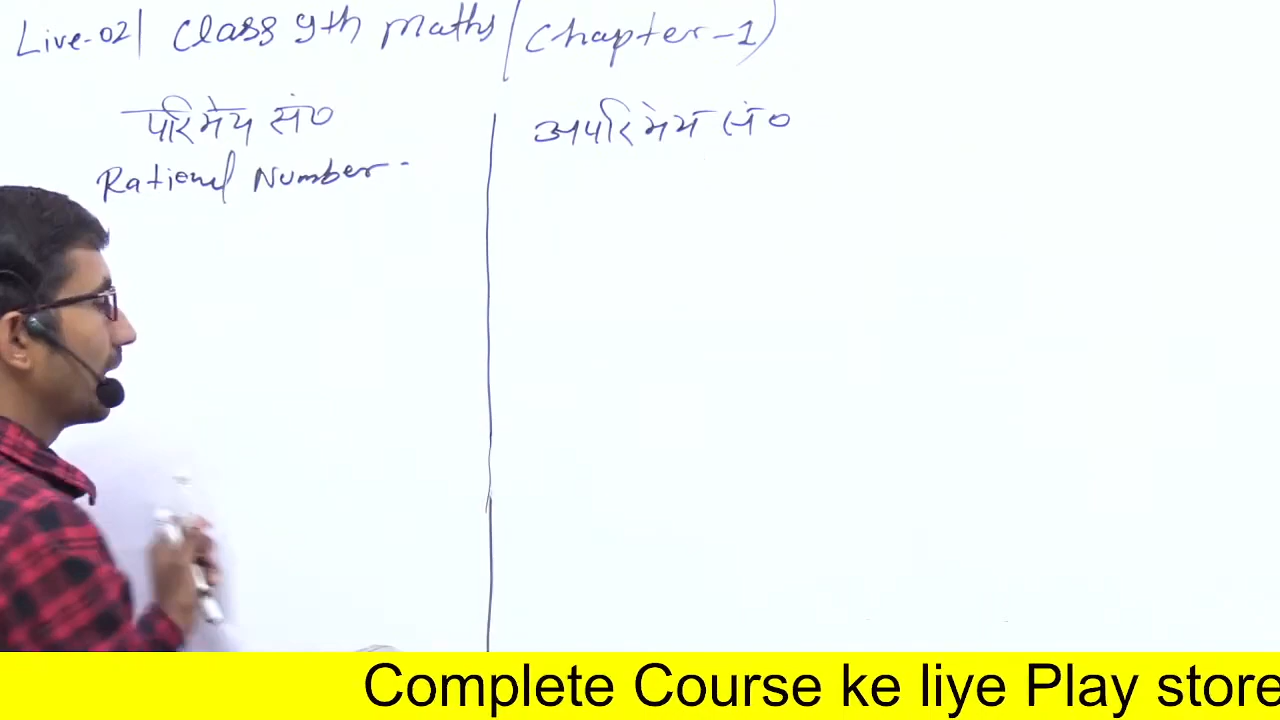 Live-02| Class 9th Maths/(Chapter-1)
परिमेय सं०
Rational Number -
अपरिमेय सं०
Complete Course ke liye Play store